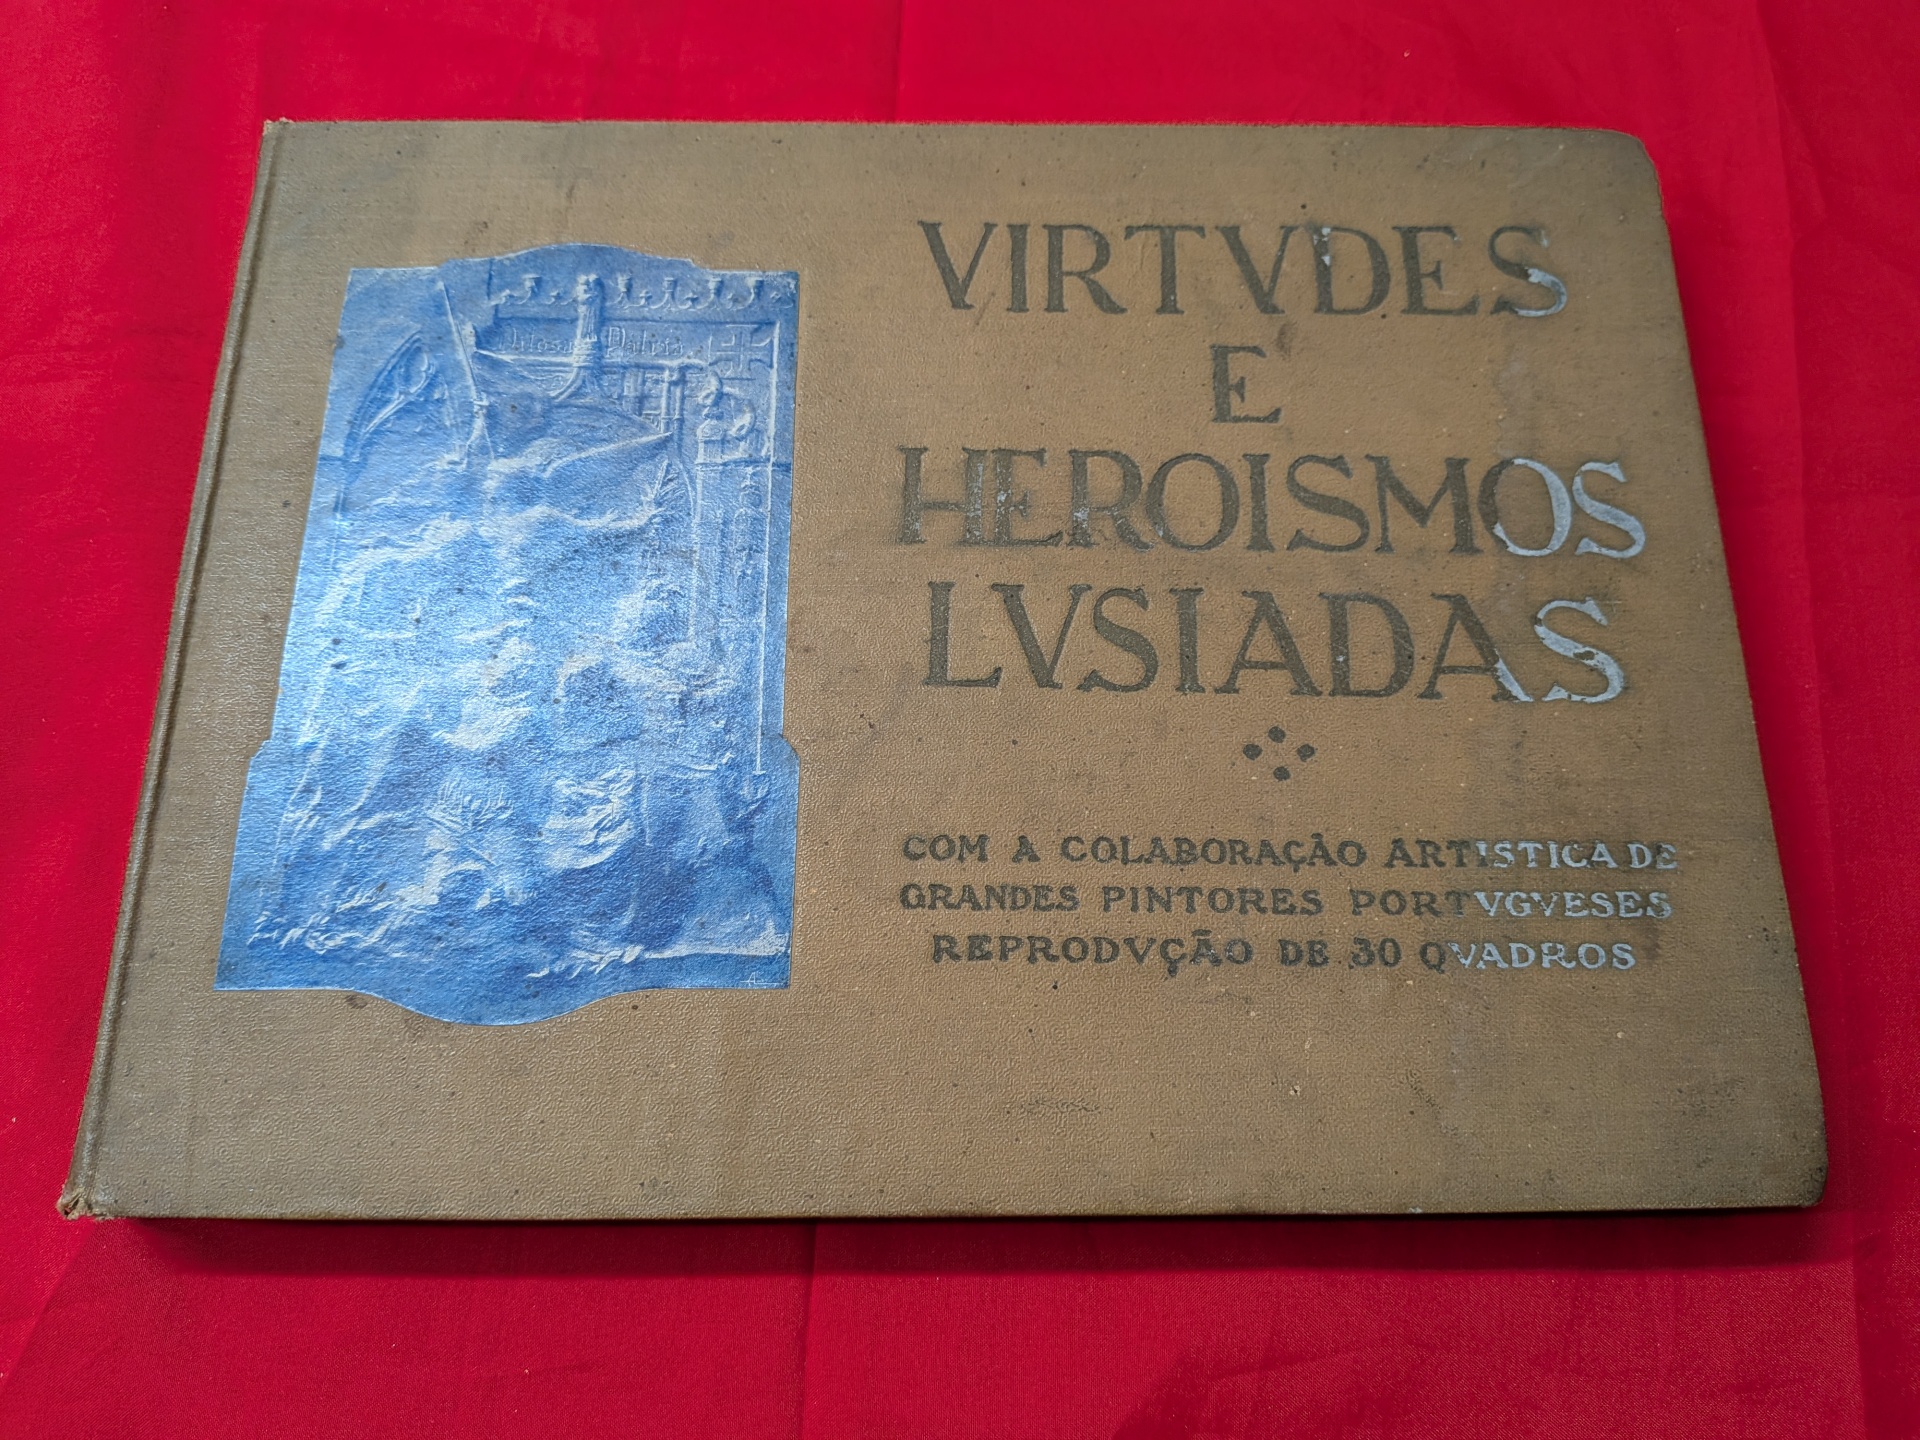 VIRTVDES
E
HEROISMOS
LVSIADAS
COM A COLABORAÇÃO ARTISTICA DE
GRANDES PINTORES PORTVGVESES
REPRODVÇÃO DE 30 QVADROS